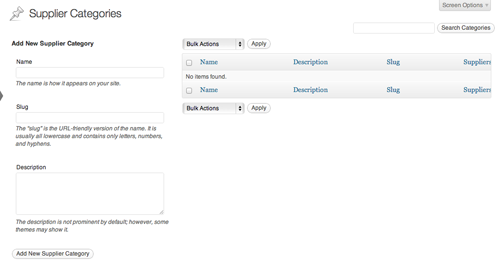 Screen Options
Supplier Categories
Search Categories
Add New Supplier Category
Name
The name is how it appears on your site.
Slug
The "slug" is the URL-friendly version of the name. It is
usually all lowercase and contains only letters, numbers,
and hyphens.
Description
The description is not prominent by default; however, some
themes may show it.
Add New Supplier Category
Bulk Actions Apply
Name Description Slug Suppliers
No items found.
Name Description Slug Suppliers
Bulk Actions Apply